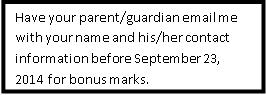 Have your parent/guardian email me
with your name and his/her contact
information before September 23,
2014 for bonus marks.